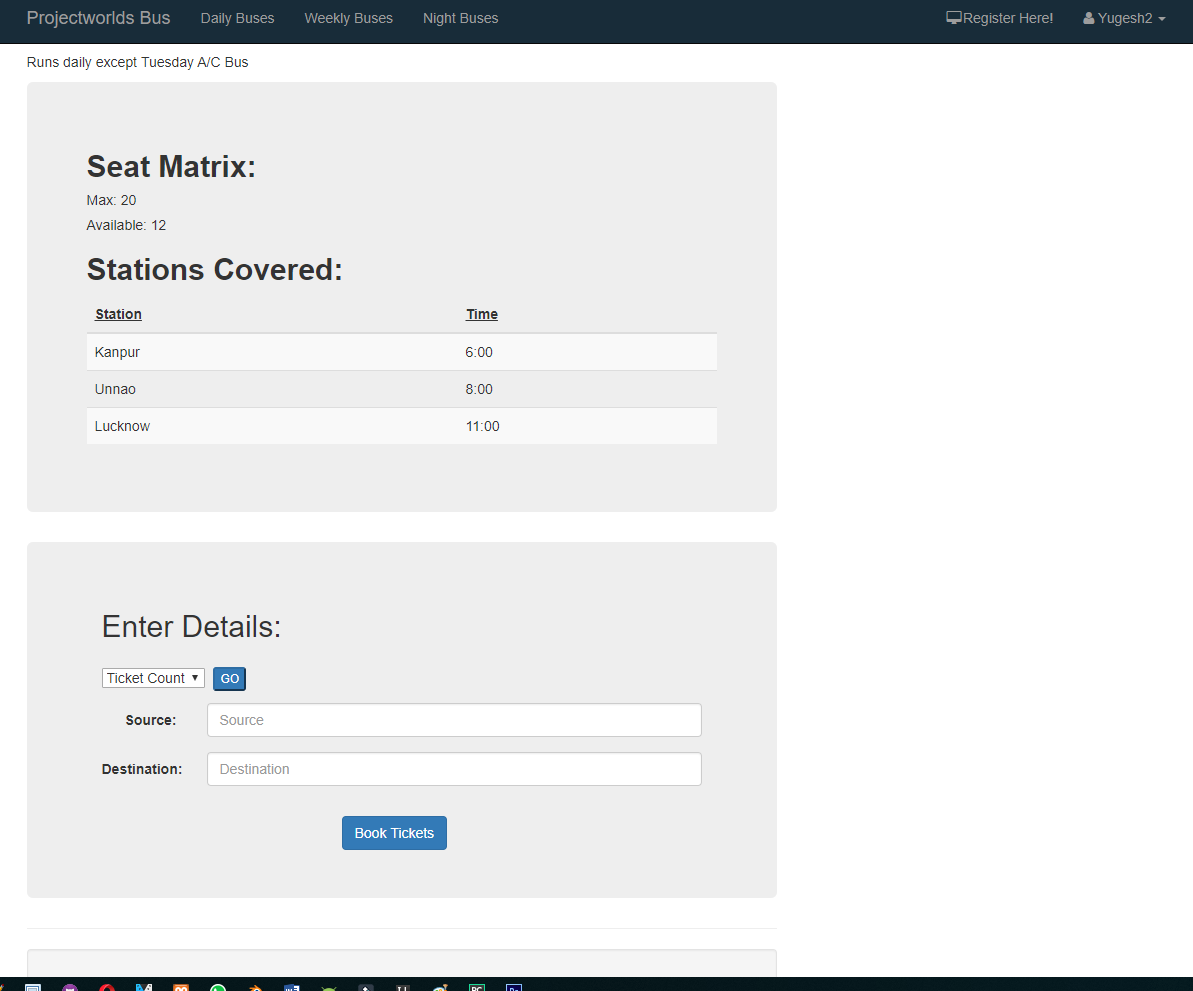 Projectworlds Bus Daily Buses Weekly Buses Night Buses Register Here! Yugesh2
Runs daily except Tuesday A/C Bus
Seat Matrix:
Max: 20
Available: 12
Stations Covered:
Station Time
Kanpur 6:00
Unnao 8:00
Lucknow 11:00
Enter Details:
Ticket Count GO
Source: Source
Destination: Destination
Book Tickets